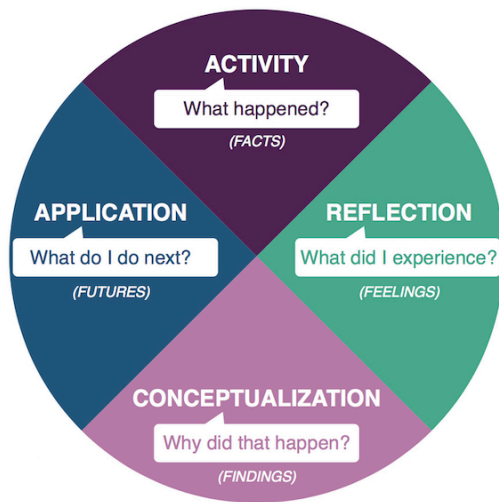 ACTIVITY
What happened?
(FACTS)
APPLICATION
What do I do next?
(FUTURES)
REFLECTION
What did I experience?
(FEELINGS)
CONCEPTUALIZATION
Why did that happen?
(FINDINGS)